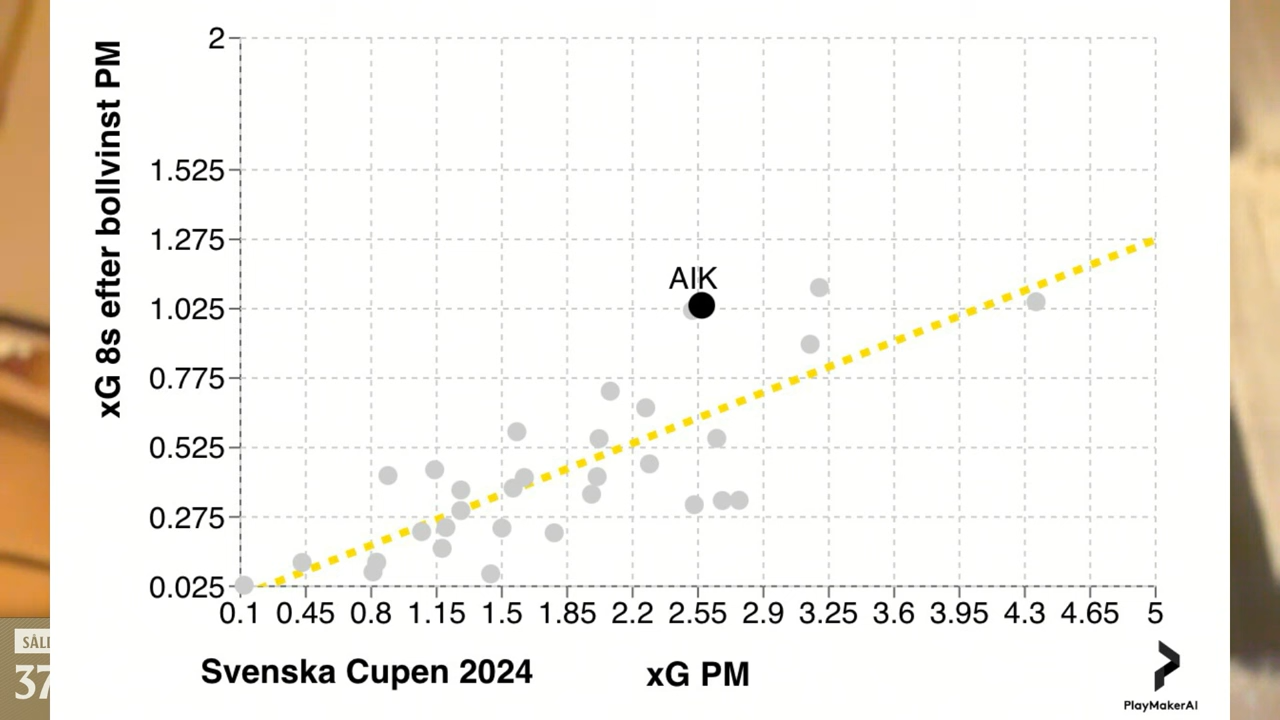 xG 8s efter bollvinst PM
2
1.525
1.275
1.025
0.775
0.525
0.275
0.025
AIK
0.1 0.45 0.8 1.15 1.5 1.85 2.2 2.55 2.9 3.25 3.6 3.95 4.3 4.65 5
Svenska Cupen 2024
xG PM
PlayMakerAI
37